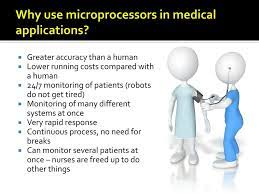 Why use microprocessors in medical
applications?
Greater accuracy than a human
Lower running costs compared with
a human
24/7 monitoring of patients (robots
do not get tired)
Monitoring of many different
systems at once
Very rapid response
Continuous process, no need for
breaks
Can monitor several patients at
once – nurses are freed up to do
other things